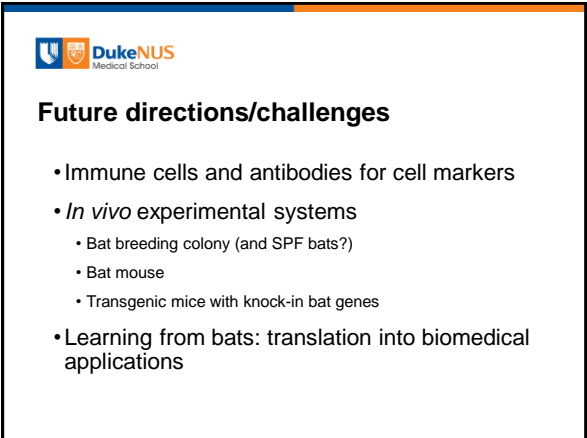 DukeNUS
Medical School
Future directions/challenges
•Immune cells and antibodies for cell markers
•In vivo experimental systems
• Bat breeding colony (and SPF bats?)
• Bat mouse
• Transgenic mice with knock-in bat genes
•Learning from bats: translation into biomedical
applications